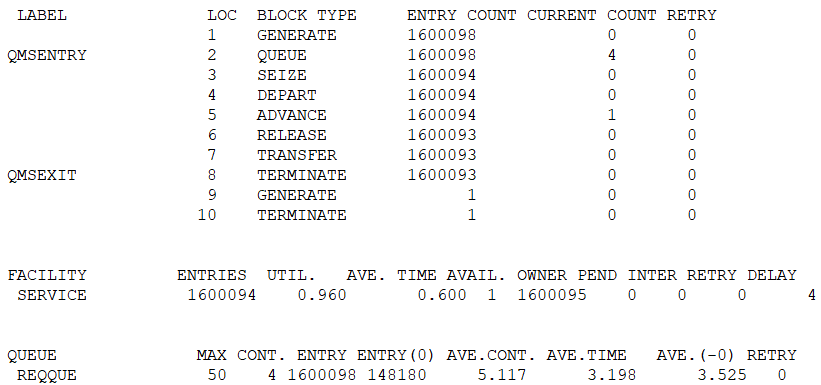 LABEL LOC BLOCK TYPE ENTRY COUNT CURRENT COUNT RETRY
1 GENERATE 1600098 0 0
QMSENTRY 2 QUEUE 1600098 4 0
3 SEIZE 1600094 0 0
4 DEPART 1600094 0 0
5 ADVANCE 1600094 1 0
6 RELEASE 1600093 0 0
7 TRANSFER 1600093 0 0
QMSEXIT 8 TERMINATE 1600093 0 0
9 GENERATE 1 0 0
10 TERMINATE 1 0 0
FACILITY ENTRIES UTIL. AVE. TIME AVAIL. OWNER PEND INTER RETRY DELAY
SERVICE 1600094 0.960 0.600 1 1600095 0 0 0 4
QUEUE MAX CONT. ENTRY ENTRY(0) AVE.CONT. AVE.TIME AVE.(-0) RETRY
REQQUE 50 4 1600098 148180 5.117 3.198 3.525 0